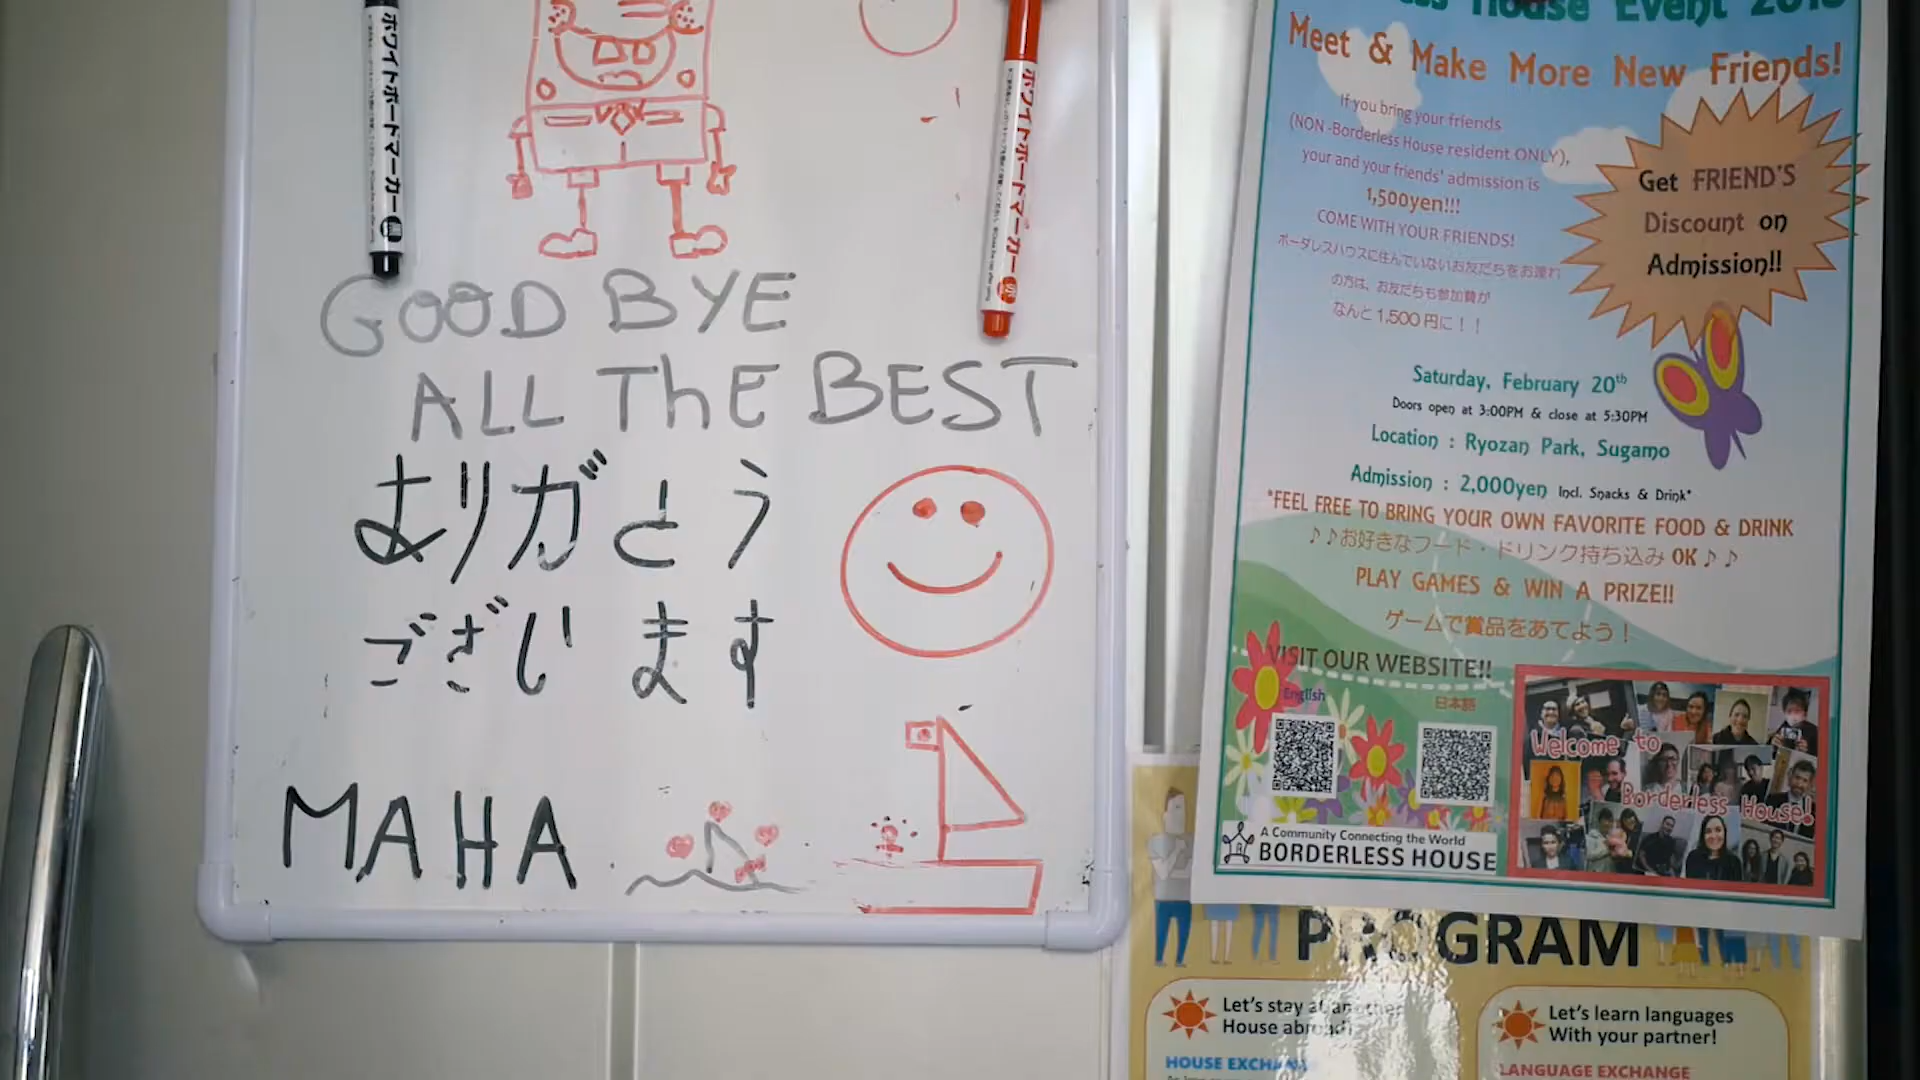 ホワイトボードマーカー
ホワイトボードマーカー
GOOD BYE
ALL ThE BEST
ありがとう
ございます
MAHA
House Event
Meet & Make More New Friends!
If you bring your friends
(NON -Borderless House resident ONLY),
your and your friends' admission is
1,500yen!!!
COME WITH YOUR FRIENDS!
ボーダレスハウスに住んでいないお友だちをお連れ
の方は、お友だちも参加費が
なんと1,500円に！！
Get FRIEND'S
Discount on
Admission!!
Saturday, February 20th
Doors open at 3:00PM & close at 5:30PM
Location : Ryozan Park, Sugamo
Admission : 2,000yen Incl. Snacks & Drink*
*FEEL FREE TO BRING YOUR OWN FAVORITE FOOD & DRINK
♪♪お好きなフード・ドリンク持ち込みOK♪♪
PLAY GAMES & WIN A PRIZE!!
ゲームで賞品をあてよう！
VISIT OUR WEBSITE!!
English
日本語
Welcome to
Borderless House!
A Community Connecting the World
BORDERLESS HOUSE
PROGRAM
Let's stay at another
House abroad!
HOUSE EXCHAN
Let's learn languages
With your partner!
LANGUAGE EXCHANGE